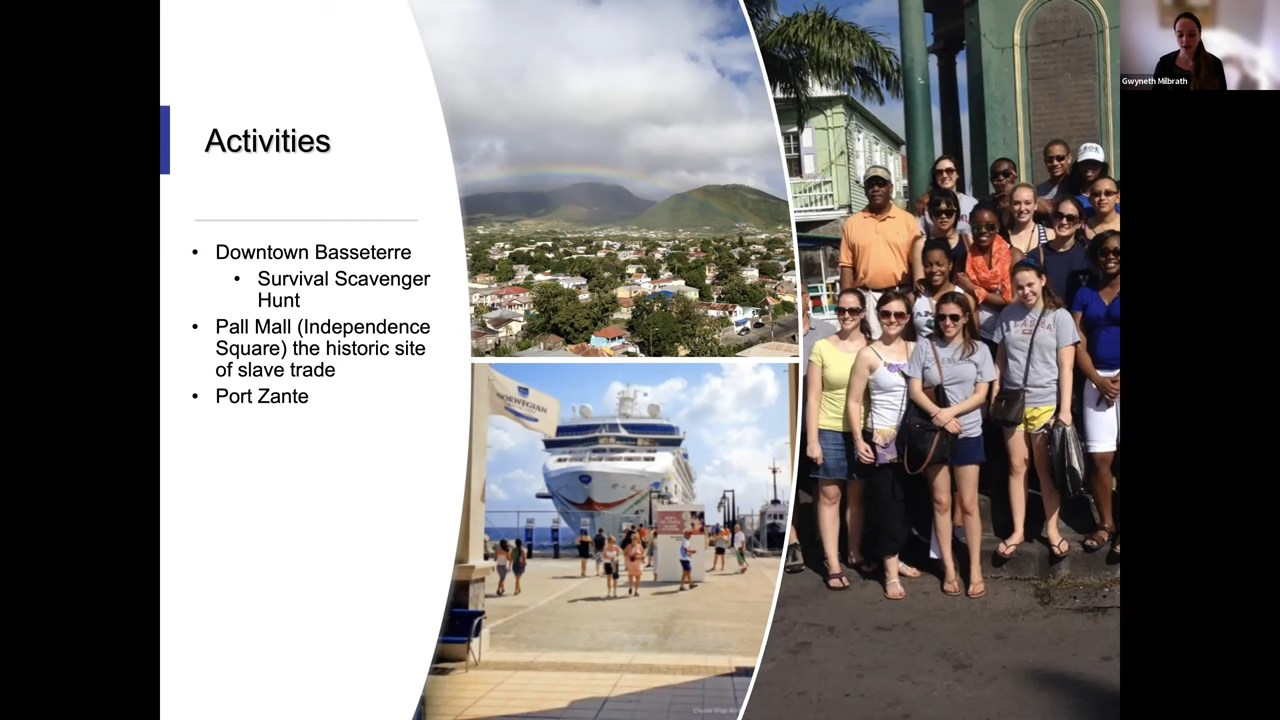 Activities
• Downtown Basseterre
• Survival Scavenger
Hunt
• Pall Mall (Independence
Square) the historic site
of slave trade
• Port Zante
NORWEGIAN
Gwyneth Milbrath